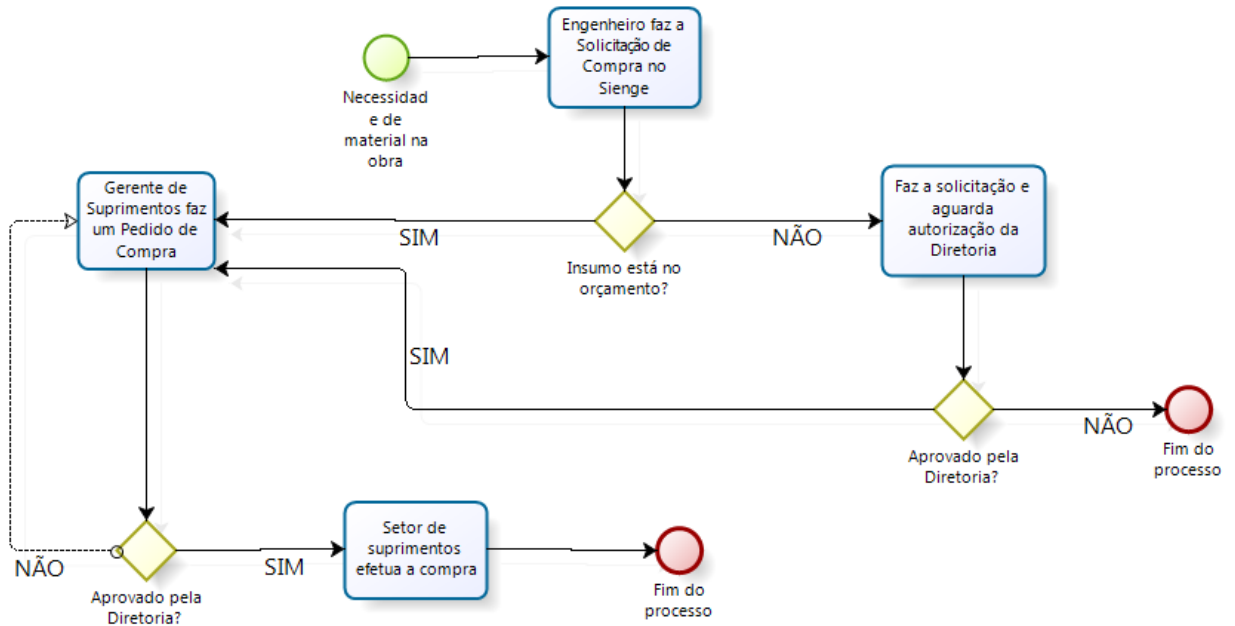 Engenheiro faz a
Solicitação de
Compra no
Sienge
Necessidad
e de
material na
obra
Gerente de
Suprimentos faz
um Pedido de
Compra
SIM
NÃO
Insumo está no
orçamento?
Faz a solicitação e
aguarda
autorização da
Diretoria
SIM
NÃO
Aprovado pela
Diretoria?
Fim do
processo
NÃO
Aprovado pela
Diretoria?
SIM
Setor de
suprimentos
efetua a compra
Fim do
processo